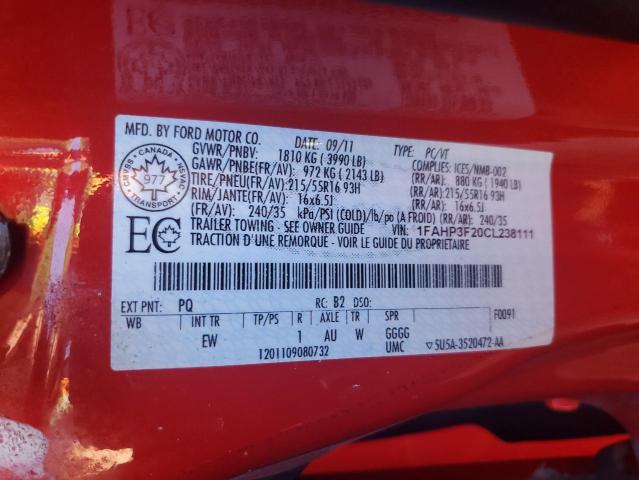 MFD. BY FORD MOTOR CO. DATE: 09/11 TYPE: PC/VT
GVWR/PNBV: 1810 KG ( 3990 LB) COMPLIES: ICES/NMB-002
GAWR/PNBE(FR/AV): 972 KG ( 2143 LB) (RR/AR): 880 KG ( 1940 LB)
TIRE/PNEU(FR/AV):215/55R16 93H (RR/AR):215/55R16 93H
RIM/JANTE(FR/AV): 16x6.5J (RR/AR): 16x6.5J
(FR/AV): 240/35 kPa/PSI (COLD)/lb/po (A FROID) (RR/AR): 240/35
TRAILER TOWING - SEE OWNER GUIDE VIN: 1FAHP3F20CL238111
TRACTION D'UNE REMORQUE - VOIR LE GUIDE
CMVSS • CANADA • NSVAC
977
TRANSPORT
EC
EXT PNT: PQ RC: B2 DSO: F0091
WB INT TR TP/PS R AXLE TR SPR
EW 1 AU W GGGG
1201109080732 UMC ▽5U5A-3520472-AA